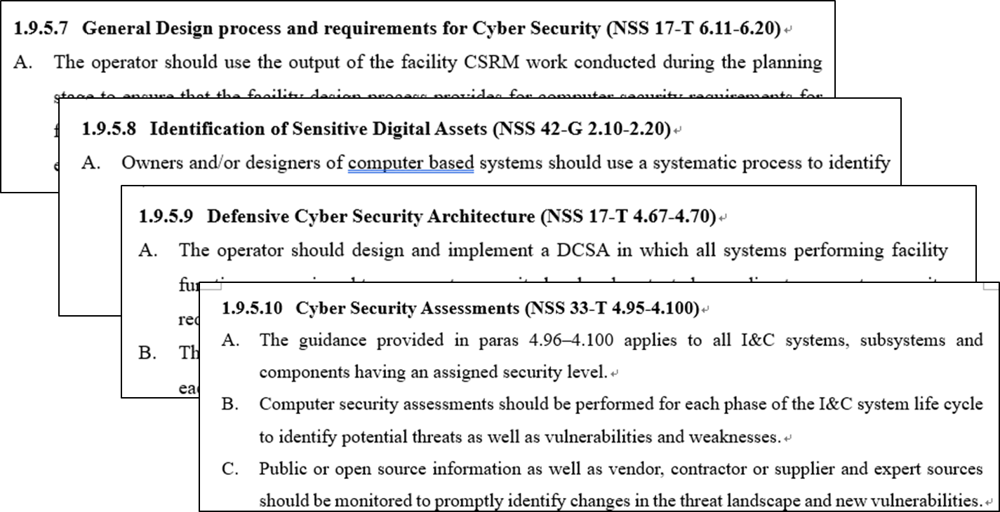 1.9.5.7 General Design process and requirements for Cyber Security (NSS 17-T 6.11-6.20)
A. The operator should use the output of the facility CSRM work conducted during the planning
stage to ensure that the facility design process provides for computer security requirements for
1.9.5.8 Identification of Sensitive Digital Assets (NSS 42-G 2.10-2.20)
A. Owners and/or designers of computer based systems should use a systematic process to identify
1.9.5.9 Defensive Cyber Security Architecture (NSS 17-T 4.67-4.70)
A. The operator should design and implement a DCSA in which all systems performing facility
B.
1.9.5.10 Cyber Security Assessments (NSS 33-T 4.95-4.100)
A. The guidance provided in paras 4.96–4.100 applies to all I&C systems, subsystems and
components having an assigned security level.
B. Computer security assessments should be performed for each phase of the I&C system life cycle
to identify potential threats as well as vulnerabilities and weaknesses.
C. Public or open source information as well as vendor, contractor or supplier and expert sources
should be monitored to promptly identify changes in the threat landscape and new vulnerabilities.